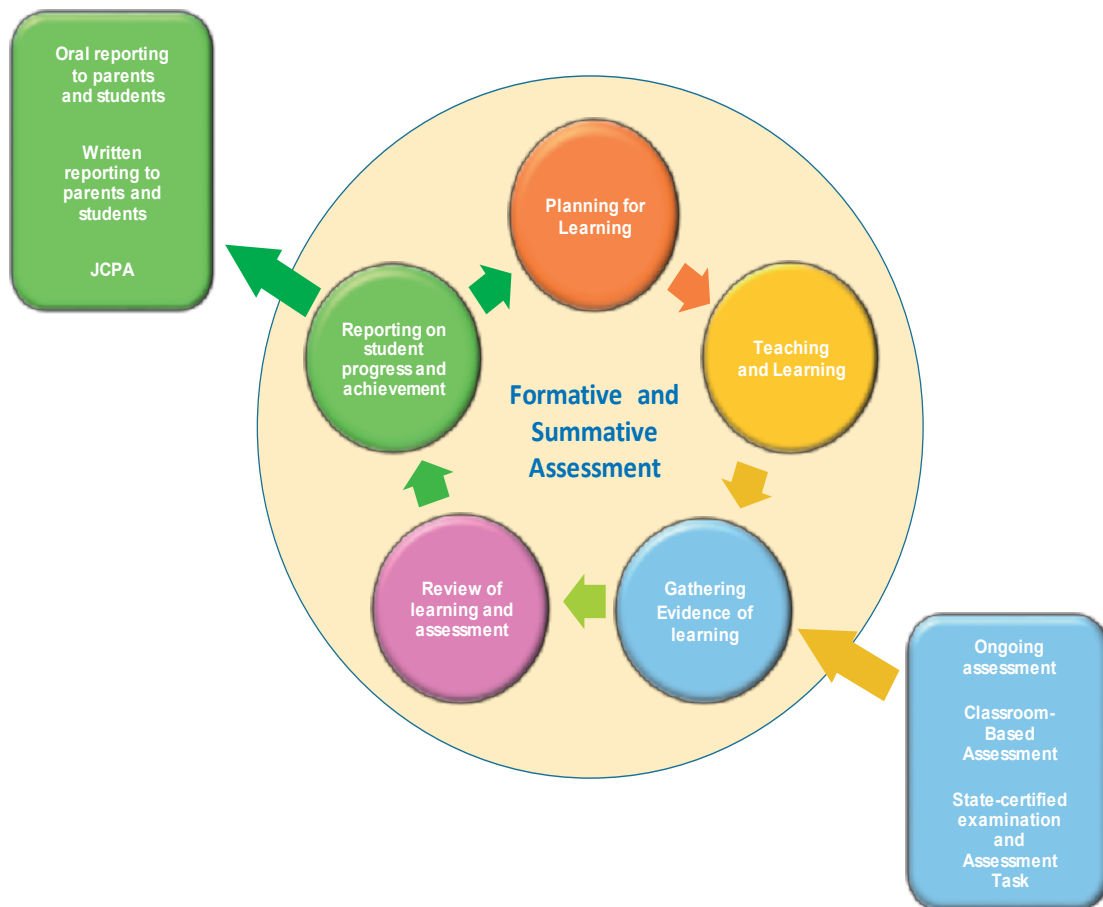 Oral reporting
to parents
and students
Written
reporting to
parents and
students
JCPA
Planning for
Learning
Teaching
and Learning
Reporting on
student
progress and
achievement
Formative and
Summative
Assessment
Review of
learning and
assessment
Gathering
Evidence of
learning
Ongoing
assessment
Classroom-
Based
Assessment
State-certified
examination
and
Assessment
Task